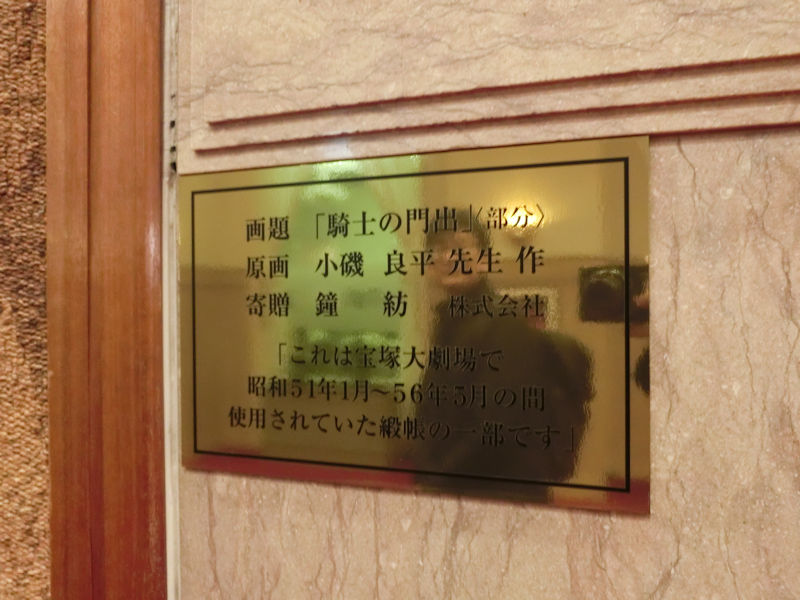 画題 「騎士の門出」〈部分〉
原画 小磯 良平 先生 作
寄贈 鐘 紡 株式会社
「これは宝塚大劇場で
昭和51年1月〜56年5月の間
使用されていた緞帳の一部です」